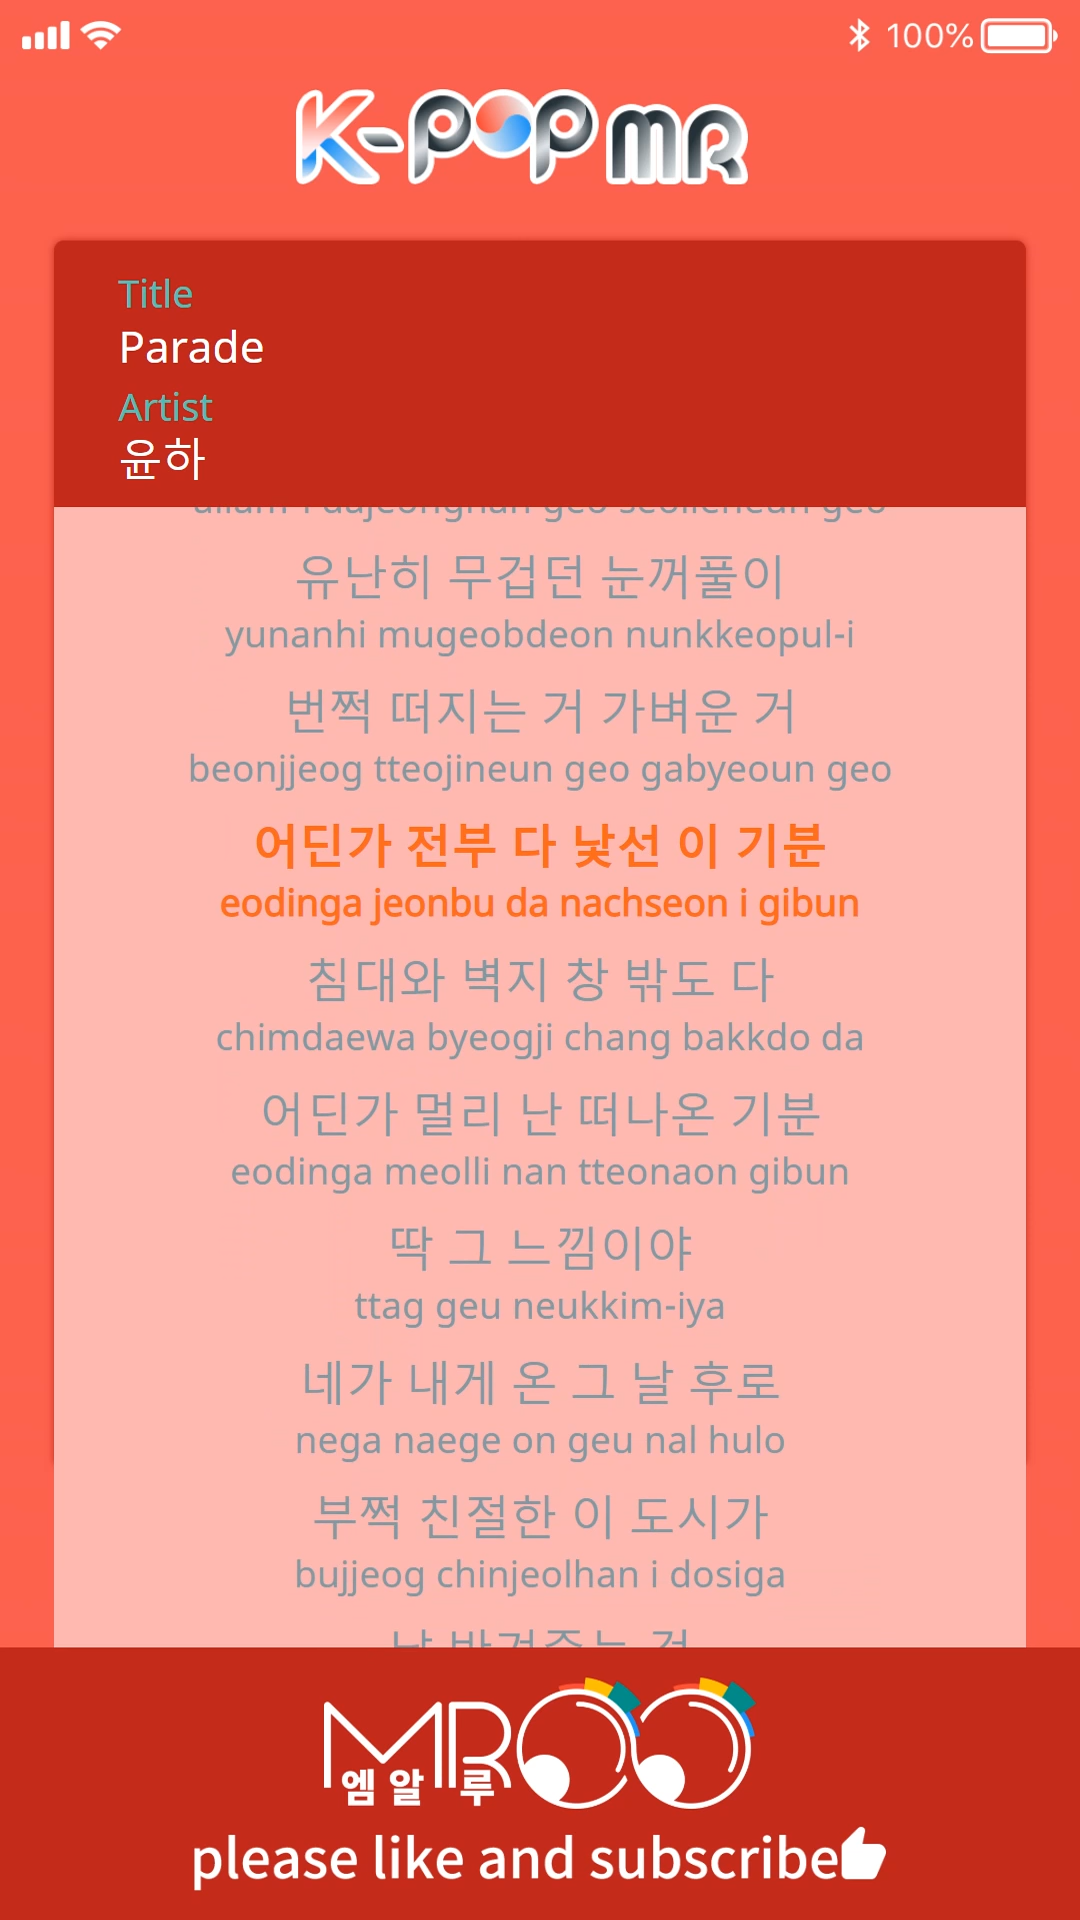 100%
K-POP MR
Title
Parade
Artist
윤하
유난히 무겁던 눈꺼풀이
yunanhi mugeobdeon nunkkeopul-i
번쩍 떠지는 거 가벼운 거
beonjjeog tteojineun geo gabyeoun geo
어딘가 전부 다 낯선 이 기분
eodinga jeonbu da nachseon i gibun
침대와 벽지 창 밖도 다
chimdaewa byeogji chang bakkdo da
어딘가 멀리 난 떠나온 기분
eodinga meolli nan tteonaon gibun
딱 그 느낌이야
ttag geu neukkim-iya
네가 내게 온 그 날 후로
nega naege on geu nal hulo
부쩍 친절한 이 도시가
bujjeog chinjeolhan i dosiga
MROO
엠알루
please like and subscribe